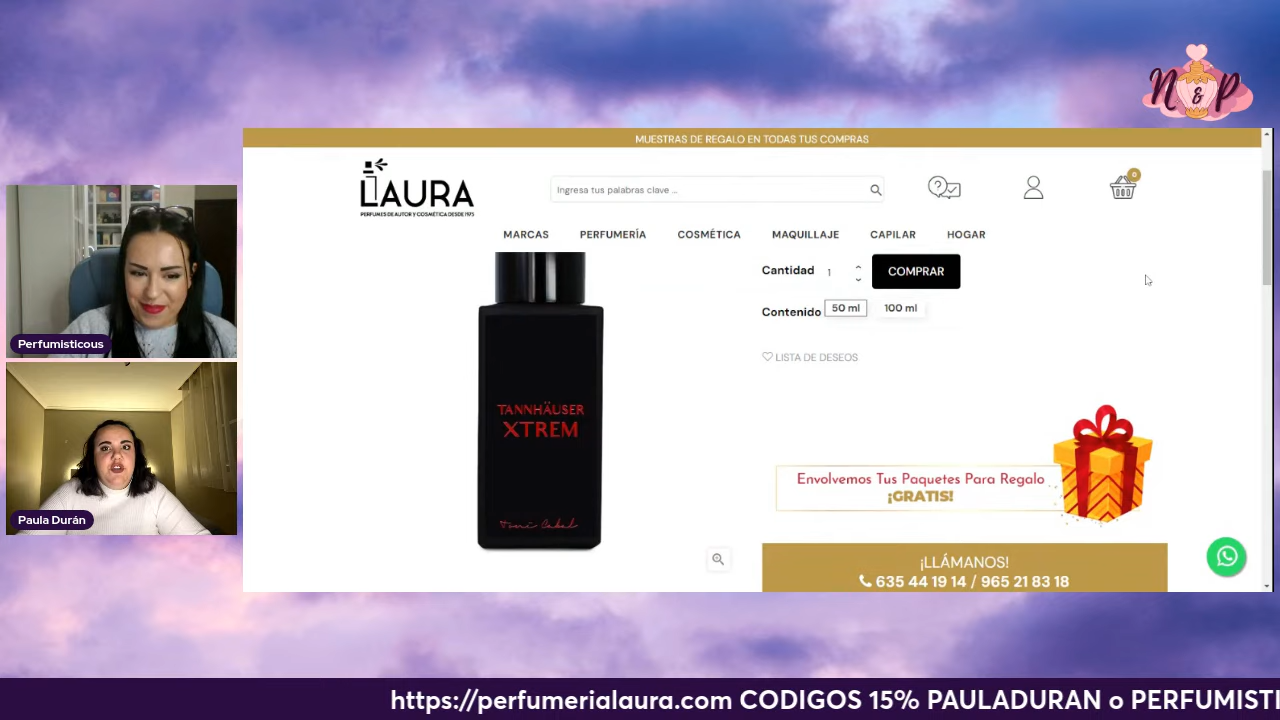 N & P
MUESTRAS DE REGALO EN TODAS TUS COMPRAS
LAURA
PERFUMES DE AUTOR Y COSMÉTICA DESDE 1975
Ingresa tus palabras clave ...
0
MARCAS PERFUMERÍA COSMÉTICA MAQUILLAJE CAPILAR HOGAR
Cantidad 1 COMPRAR
Contenido 50 ml 100 ml
LISTA DE DESEOS
TANNHÄUSER
XTREM
Toni Cabal
Envolvemos Tus Paquetes Para Regalo
¡GRATIS!
¡LLÁMANOS!
635 44 19 14 / 965 21 83 18
Perfumisticous
Paula Durán
https://perfumerialaura.com CODIGOS 15% PAULADURAN o PERFUMISTI